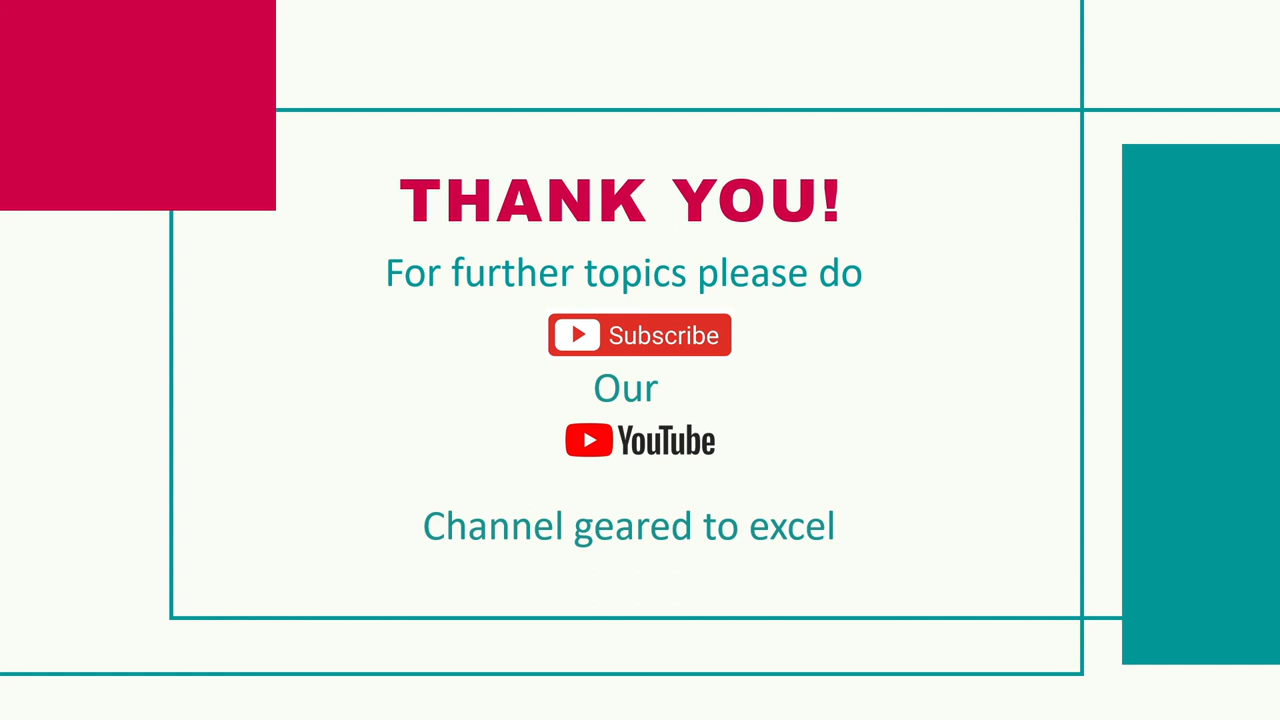 THANK YOU!
For further topics please do
Subscribe
Our
YouTube
Channel geared to excel